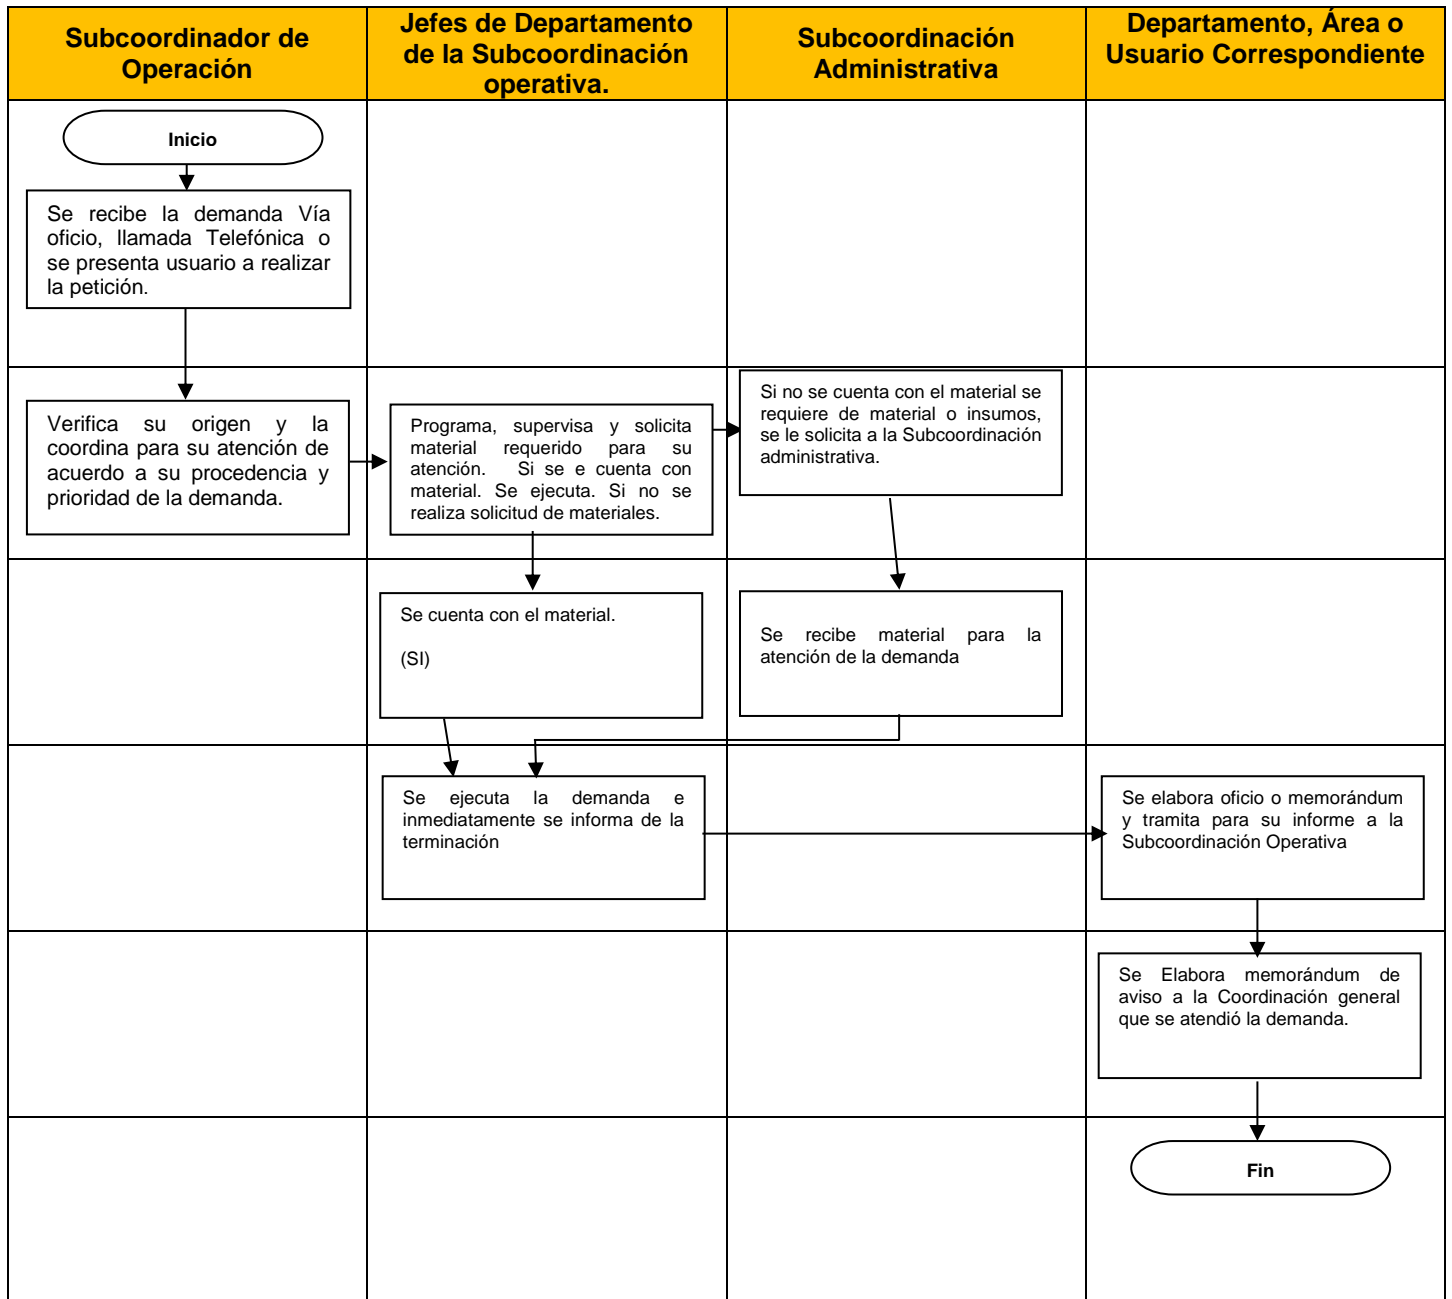 Subcoordinador de
Operación
Jefes de Departamento
de la Subcoordinación
operativa.
Subcoordinación
Administrativa
Departamento, Área o
Usuario Correspondiente
Inicio
Se recibe la demanda Vía
oficio, llamada Telefónica o
se presenta usuario a realizar
la petición.
Verifica su origen y la
coordina para su atención de
acuerdo a su procedencia y
prioridad de la demanda.
Programa, supervisa y solicita
material requerido para su
atención. Si se e cuenta con
material. Se ejecuta. Si no se
realiza solicitud de materiales.
Si no se cuenta con el material se
requiere de material o insumos,
se le solicita a la Subcoordinación
administrativa.
Se cuenta con el material.
(SI)
Se recibe material para la
atención de la demanda
Se ejecuta la demanda e
inmediatamente se informa de la
terminación
Se elabora oficio o memorándum
y tramita para su informe a la
Subcoordinación Operativa
Se Elabora memorándum de
aviso a la Coordinación general
que se atendió la demanda.
Fin